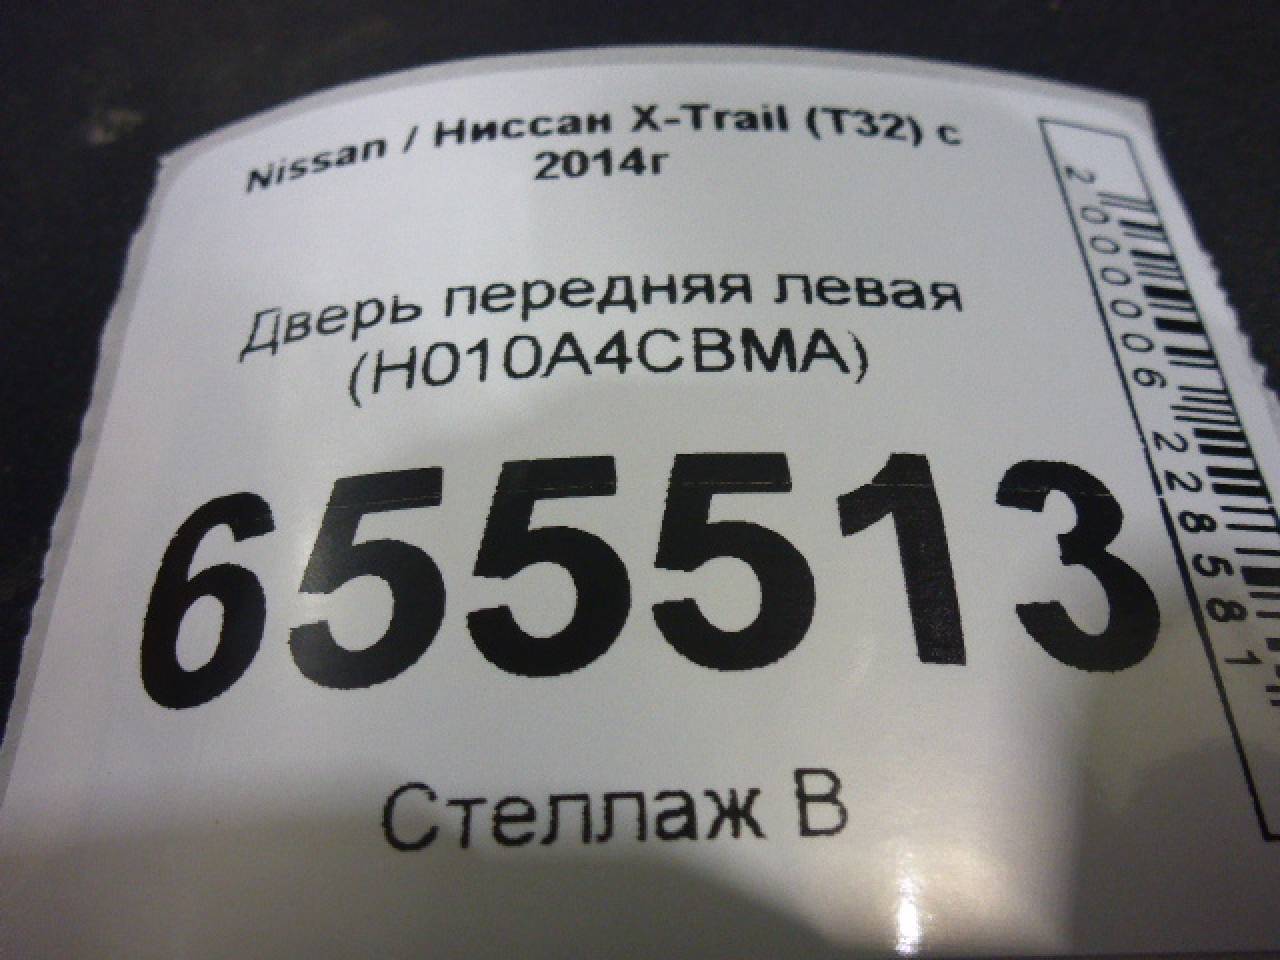 Nissan / Ниссан X-Trail (T32) с
2014г
Дверь передняя левая
(H010A4CBMA)
655513
Стеллаж В
2000006228581